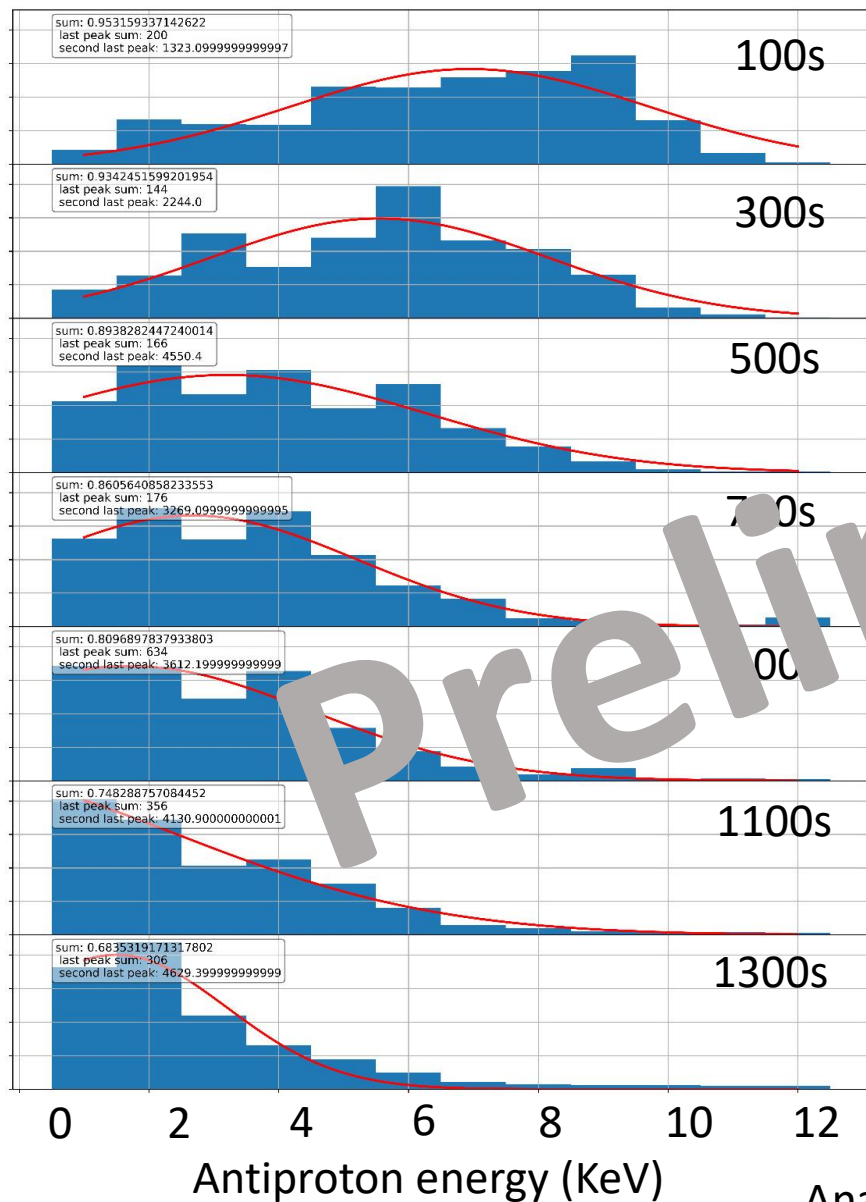 sum: 0.953159337142622
last peak sum: 200
second last peak: 1323.0999999999997
100s
sum: 0.9342451599201954
last peak sum: 144
second last peak: 2244.0
300s
sum: 0.8938282447240014
last peak sum: 166
second last peak: 4550.4
500s
sum: 0.8605640858233553
last peak sum: 176
second last peak: 3269.0999999999995
sum: 0.8096897837933803
last peak sum: 634
second last peak: 3612.199999999999
sum: 0.748288757084452
last peak sum: 356
second last peak: 4130.900000000001
1100s
sum: 0.6835319171317802
last peak sum: 306
second last peak: 4629.399999999999
1300s
0 2 4 6 8 10 12
Antiproton energy (KeV)